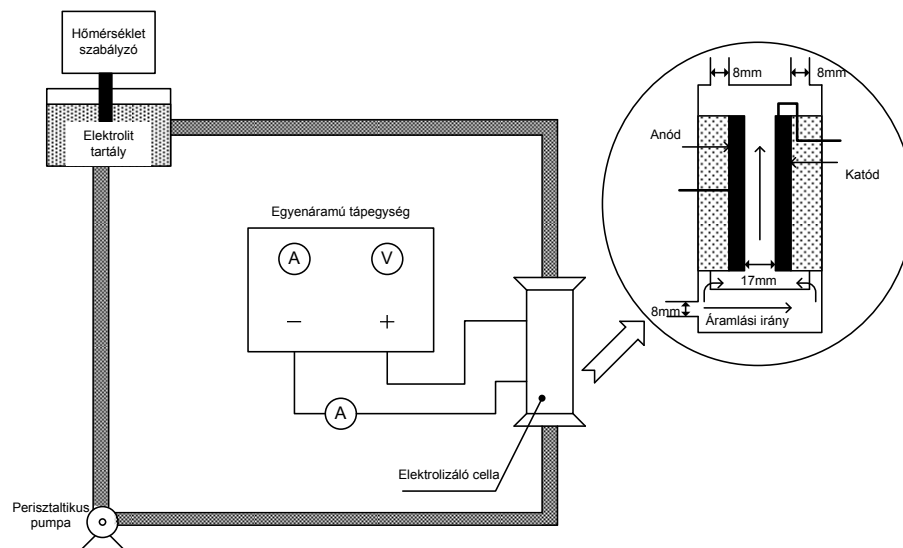 Hőmérséklet
szabályzó
Elektrolit
tartály
Egyenáramú tápegység
A
V
−
+
A
Elektrolizáló cella
Perisztaltikus
pumpa
8mm
8mm
Anód
Katód
17mm
8mm
Áramlási irány